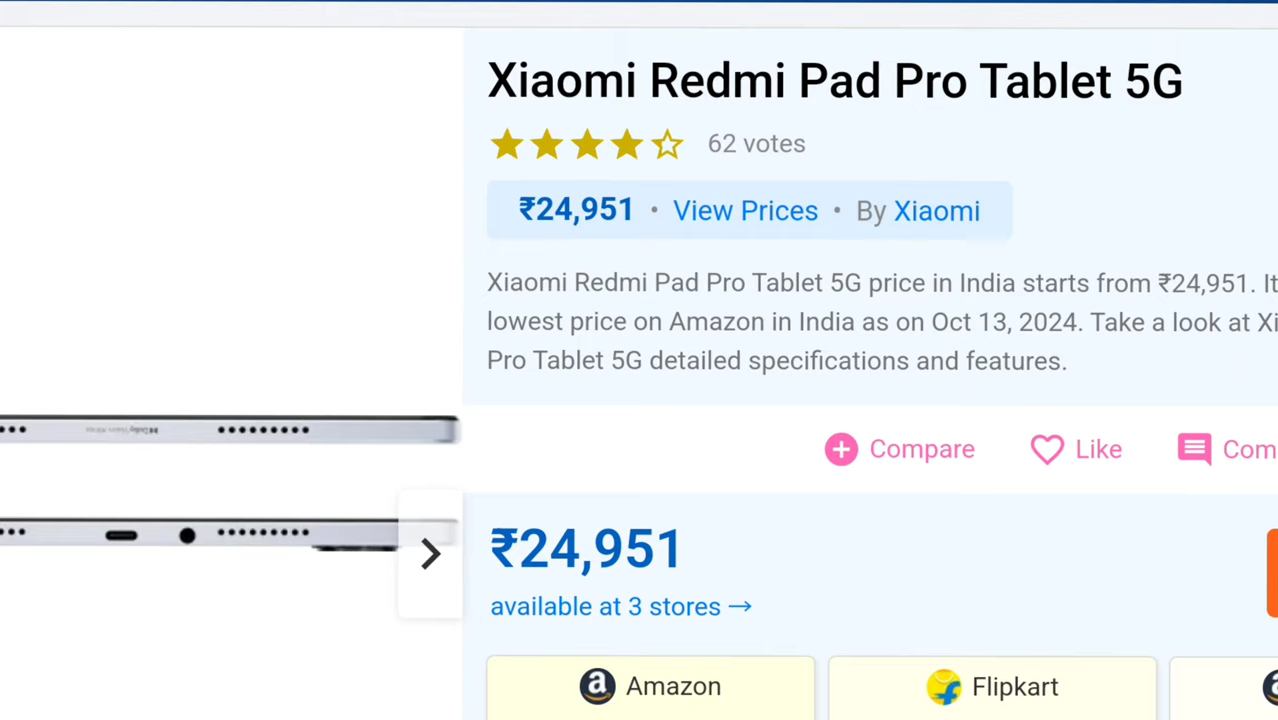 Xiaomi Redmi Pad Pro Tablet 5G
62 votes
₹24,951 • View Prices • By Xiaomi
Xiaomi Redmi Pad Pro Tablet 5G price in India starts from ₹24,951. It
lowest price on Amazon in India as on Oct 13, 2024. Take a look at Xi
Pro Tablet 5G detailed specifications and features.
Compare
Like
Com
₹24,951
available at 3 stores →
Amazon
Flipkart